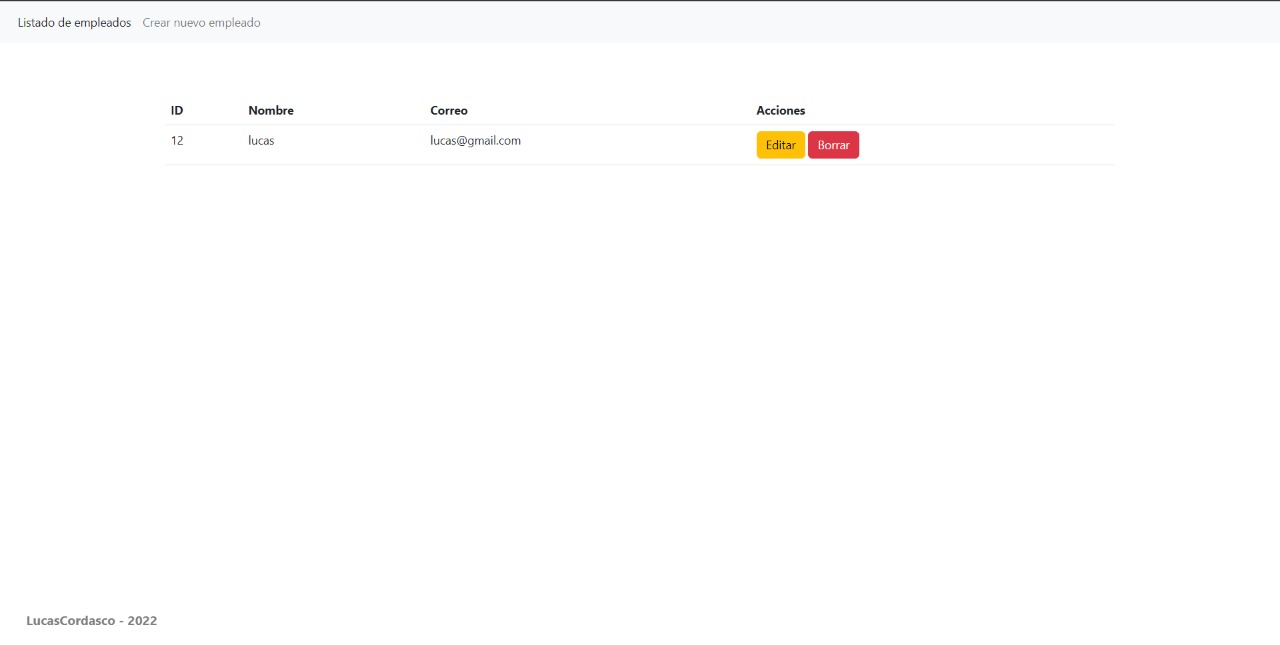 Listado de empleados Crear nuevo empleado
ID Nombre Correo Acciones
12 lucas lucas@gmail.com Editar Borrar
LucasCordasco - 2022